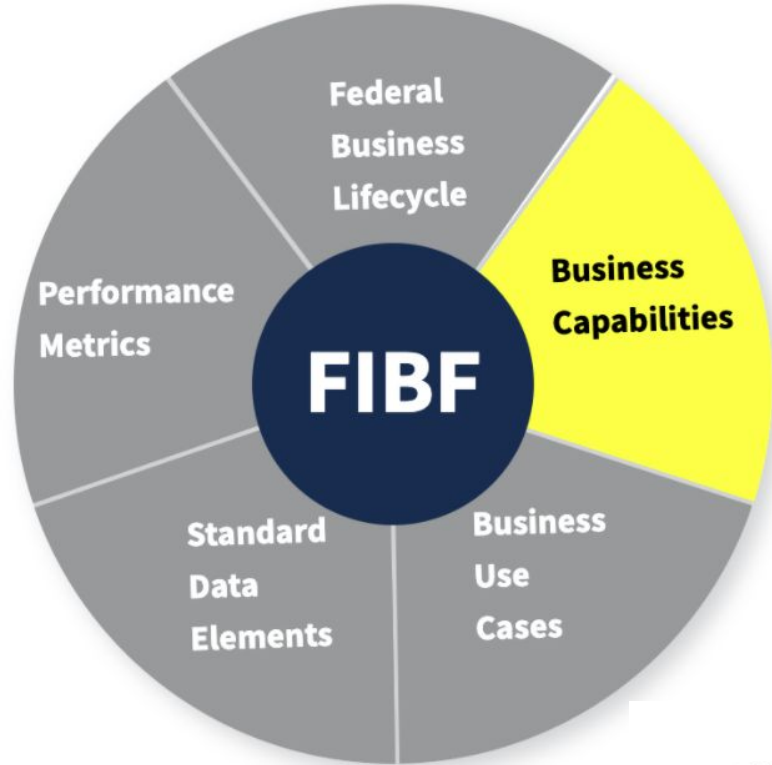 Federal
Business
Lifecycle
Business
Capabilities
Business
Use
Cases
Standard
Data
Elements
Performance
Metrics
FIBF